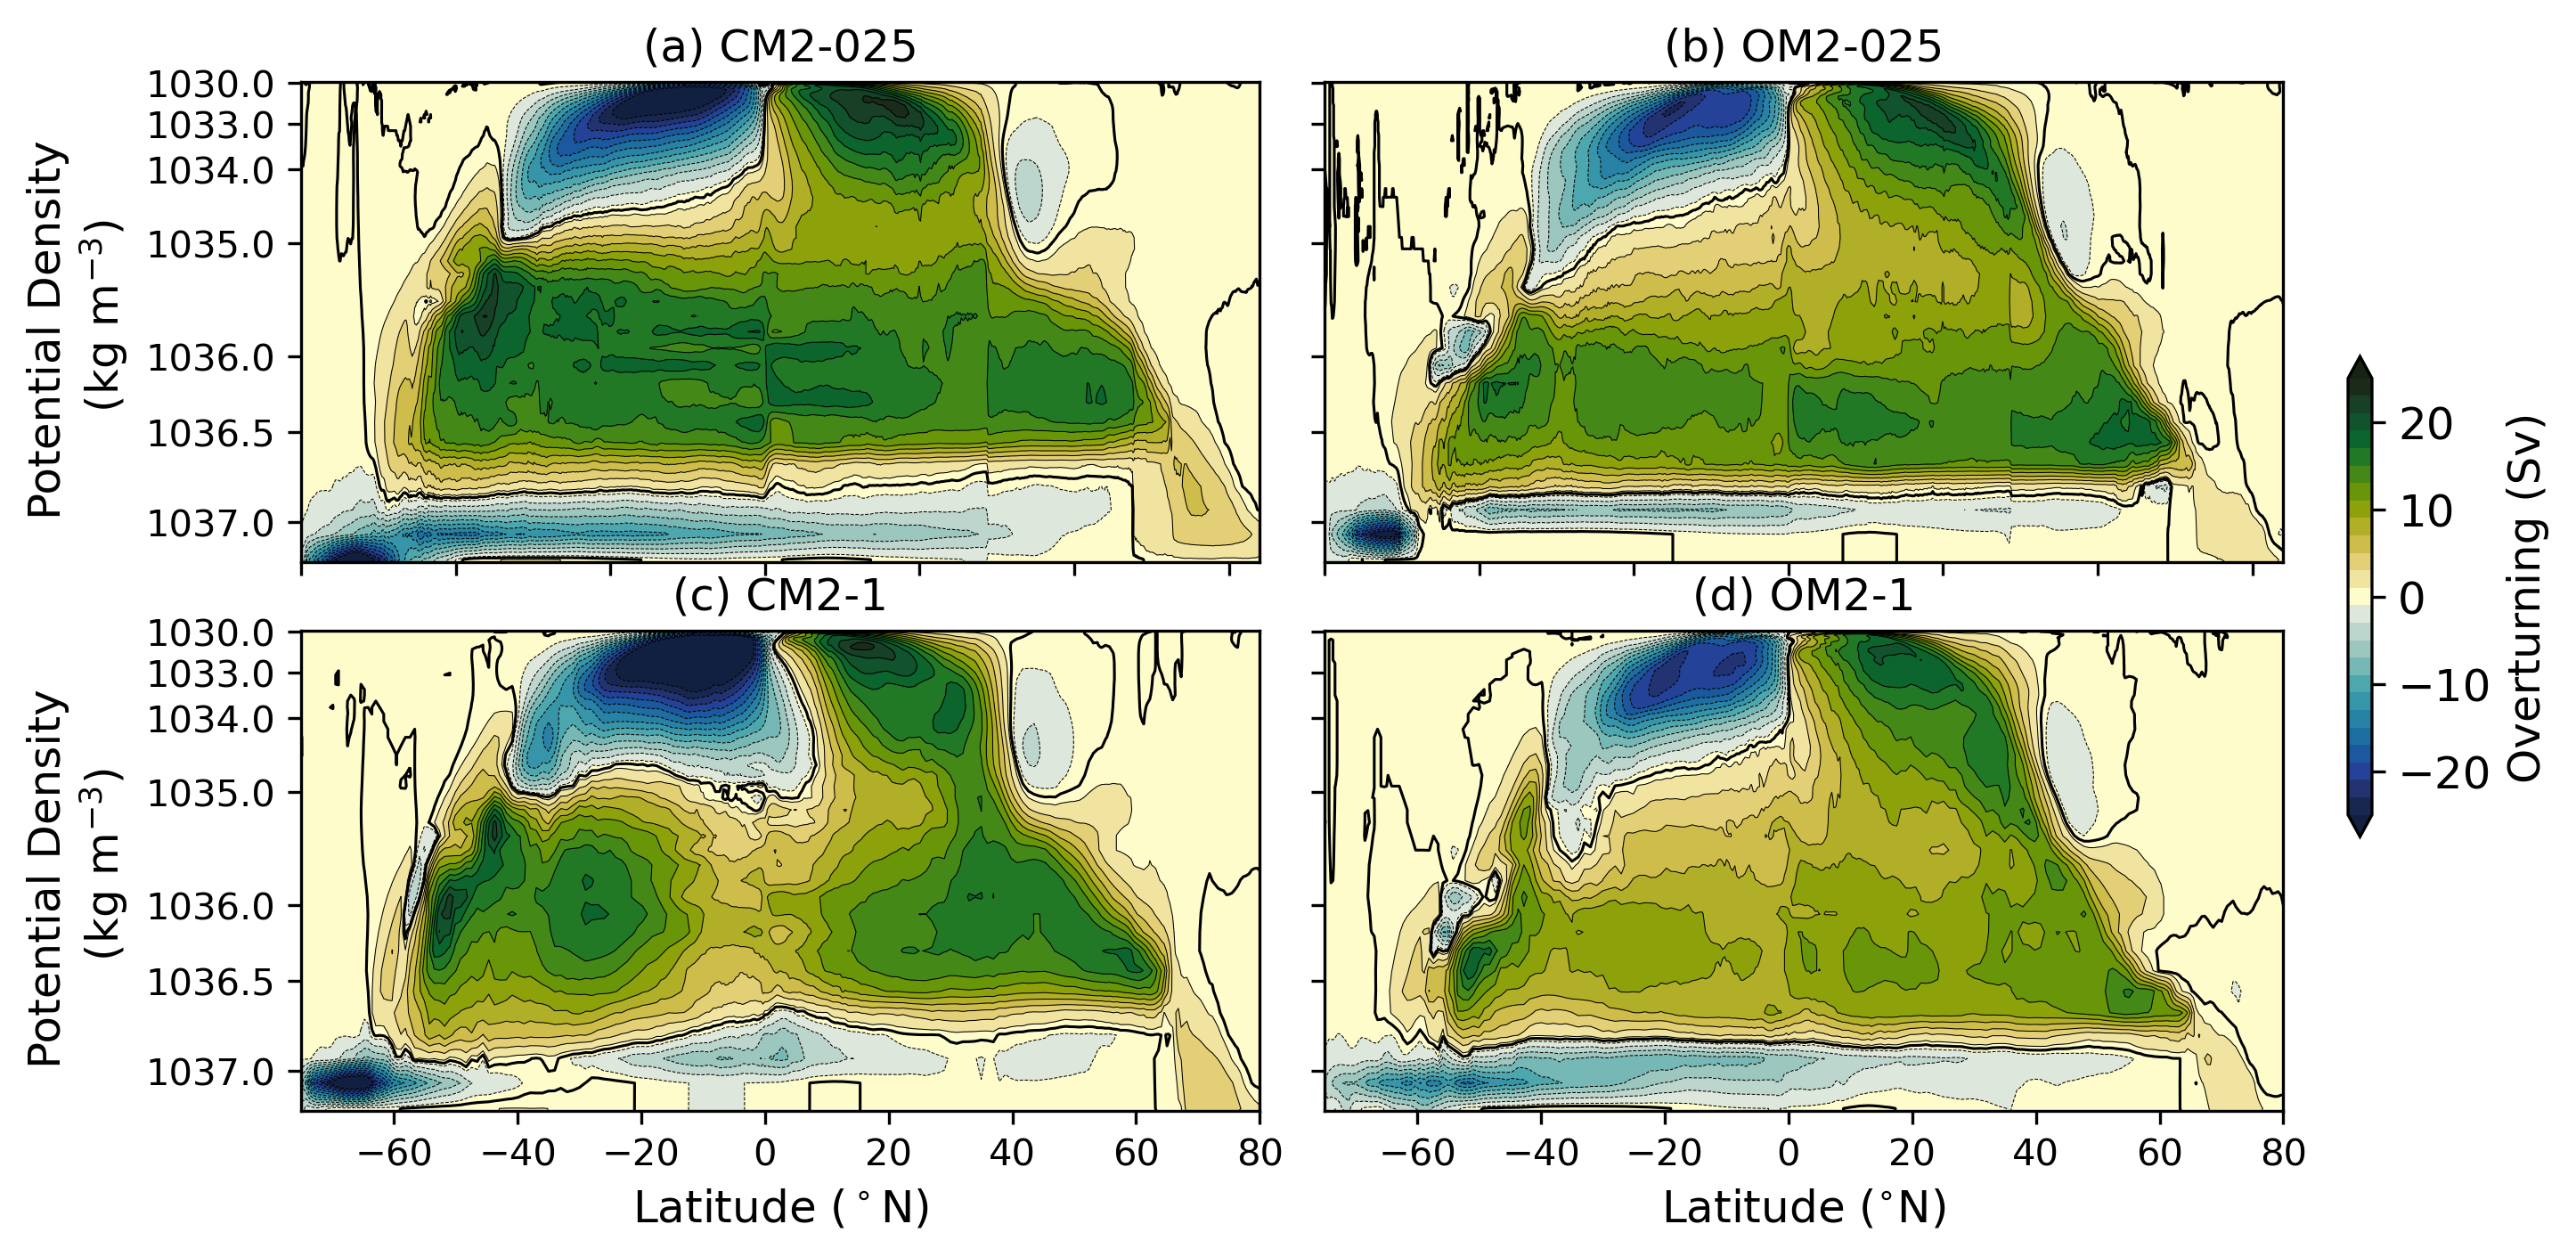 (a) CM2-025
(b) OM2-025
1030.0
1033.0
1034.0
1035.0
1036.0
1036.5
1037.0
Potential Density
(kg m⁻³)
(c) CM2-1
(d) OM2-1
1030.0
1033.0
1034.0
1035.0
1036.0
1036.5
1037.0
Potential Density
(kg m⁻³)
−60 −40 −20 0 20 40 60 80
−60 −40 −20 0 20 40 60 80
Latitude (°N)
Latitude (°N)
20
10
0
−10
−20
Overturning (Sv)